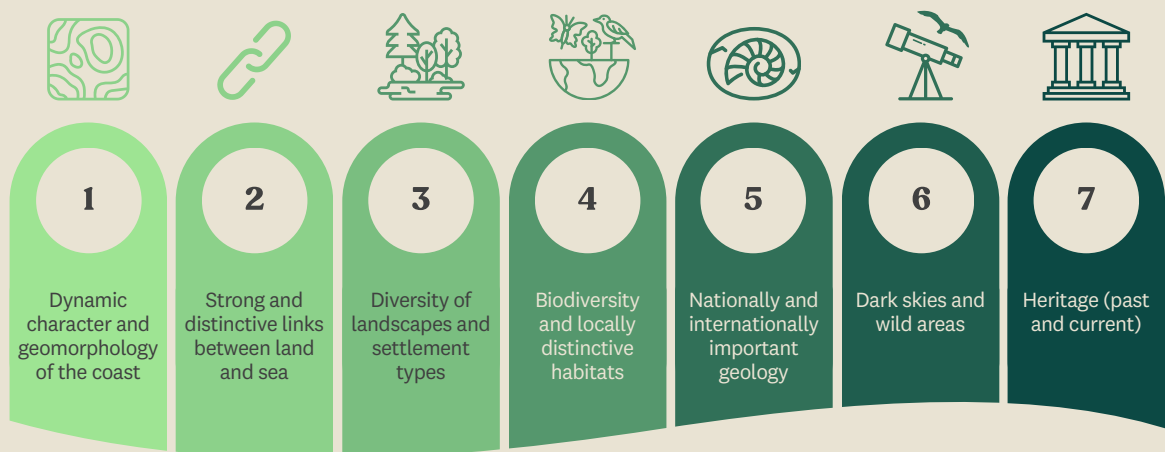 1
Dynamic
character and
geomorphology
of the coast
2
Strong and
distinctive links
between land
and sea
3
Diversity of
landscapes and
settlement
types
4
Biodiversity
and locally
distinctive
habitats
5
Nationally and
internationally
important
geology
6
Dark skies and
wild areas
7
Heritage (past
and current)